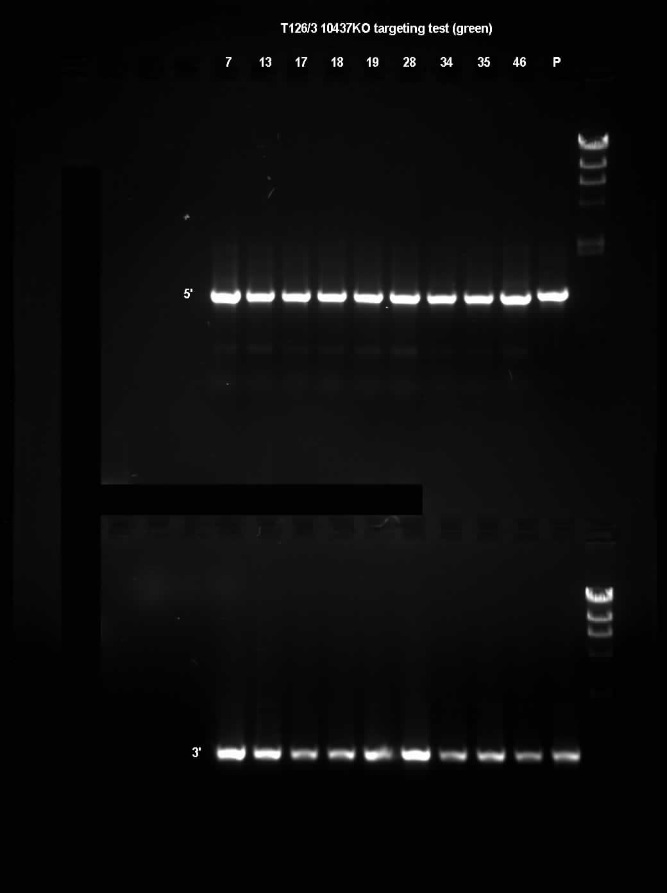 T126/3 10437KO targeting test (green)
7 13 17 18 19 28 34 35 46 P
5'
3'